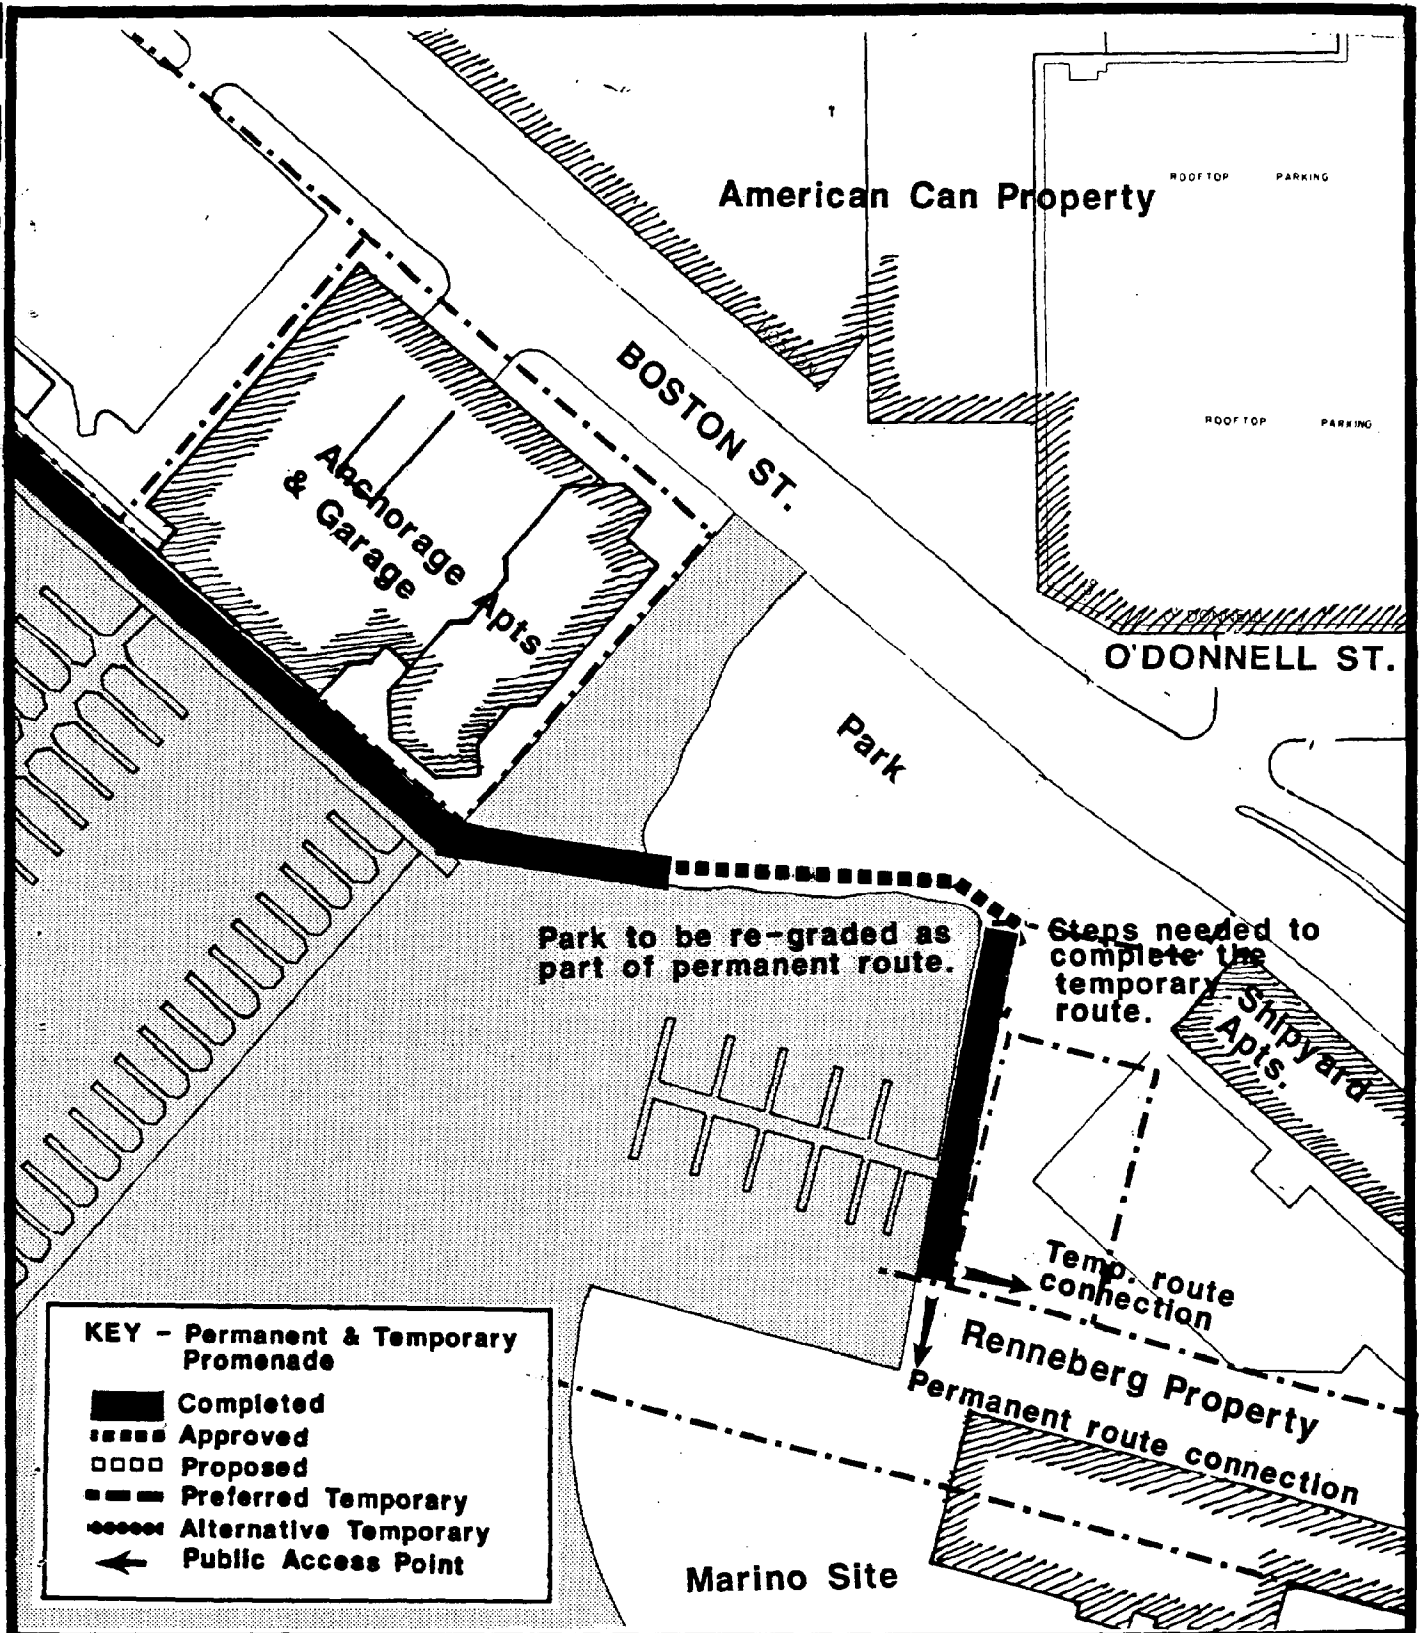 American Can Property
ROOFTOP PARKING
ROOFTOP PARKING
BOSTON ST.
Anchorage Apts
& Garage
O'DONNELL
O'DONNELL ST.
Park
Park to be re-graded as
part of permanent route.
Steps needed to
complete the
temporary
route.
Shipyard
Apts.
Temp. route
connection
Renneberg Property
Permanent route connection
Marino Site
KEY - Permanent & Temporary
Promenade
Completed
Approved
Proposed
Preferred Temporary
Alternative Temporary
Public Access Point